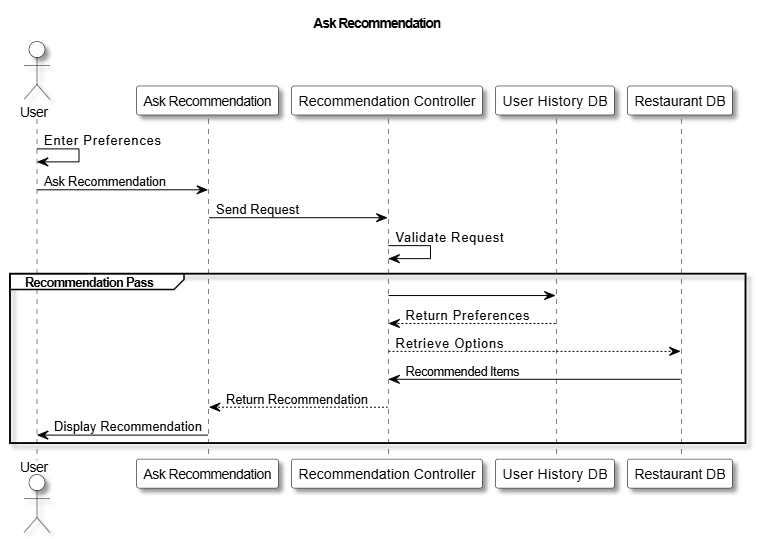 Ask Recommendation
User
Ask Recommendation
Recommendation Controller
User History DB
Restaurant DB
Enter Preferences
Ask Recommendation
Send Request
Validate Request
Recommendation Pass
Return Preferences
Retrieve Options
Recommended Items
Return Recommendation
Display Recommendation
User
Ask Recommendation
Recommendation Controller
User History DB
Restaurant DB